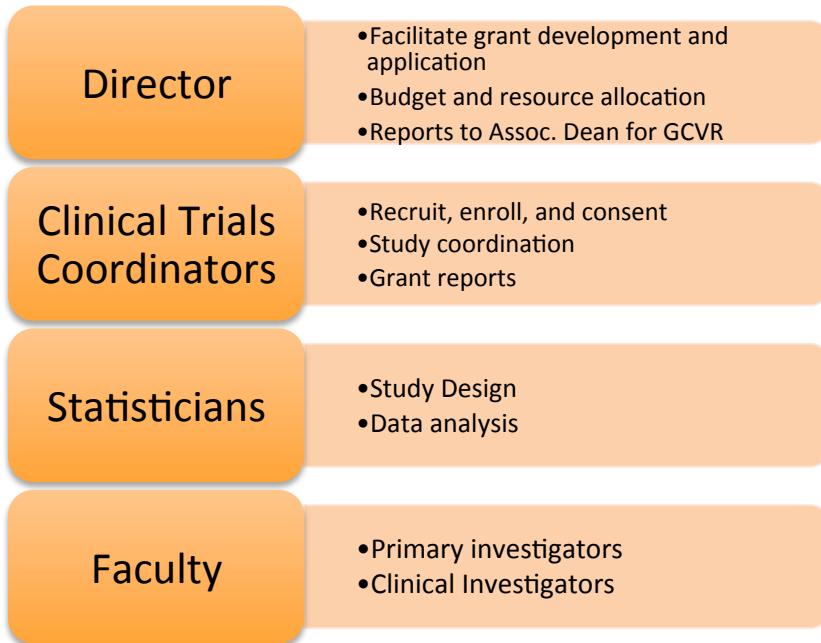 Director
•Facilitate grant development and
application
•Budget and resource allocation
•Reports to Assoc. Dean for GCVR
Clinical Trials
Coordinators
•Recruit, enroll, and consent
•Study coordination
•Grant reports
Statisticians
•Study Design
•Data analysis
Faculty
•Primary investigators
•Clinical Investigators